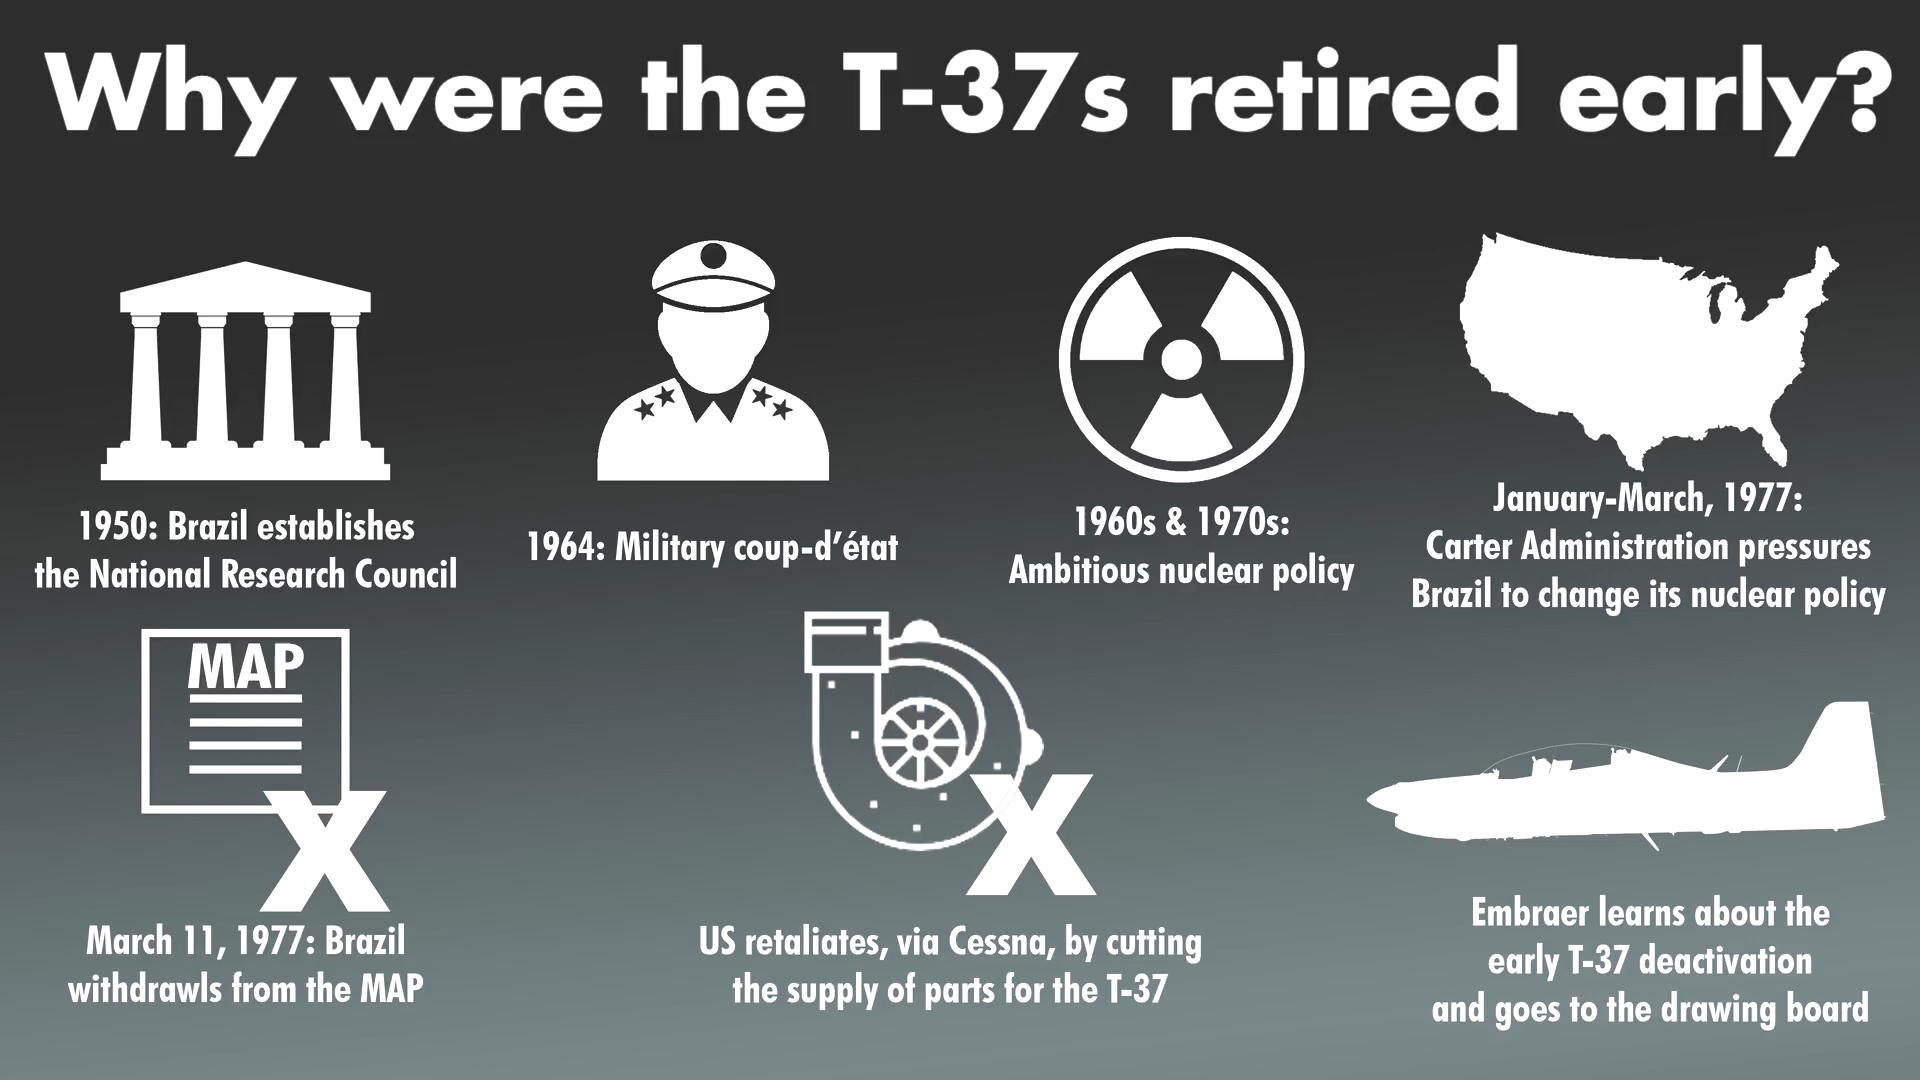 Why were the T-37s retired early?
1950: Brazil establishes
the National Research Council
1964: Military coup-d’état
1960s & 1970s:
Ambitious nuclear policy
January-March, 1977:
Carter Administration pressures
Brazil to change its nuclear policy
MAP
March 11, 1977: Brazil
withdrawls from the MAP
X
US retaliates, via Cessna, by cutting
the supply of parts for the T-37
X
Embraer learns about the
early T-37 deactivation
and goes to the drawing board